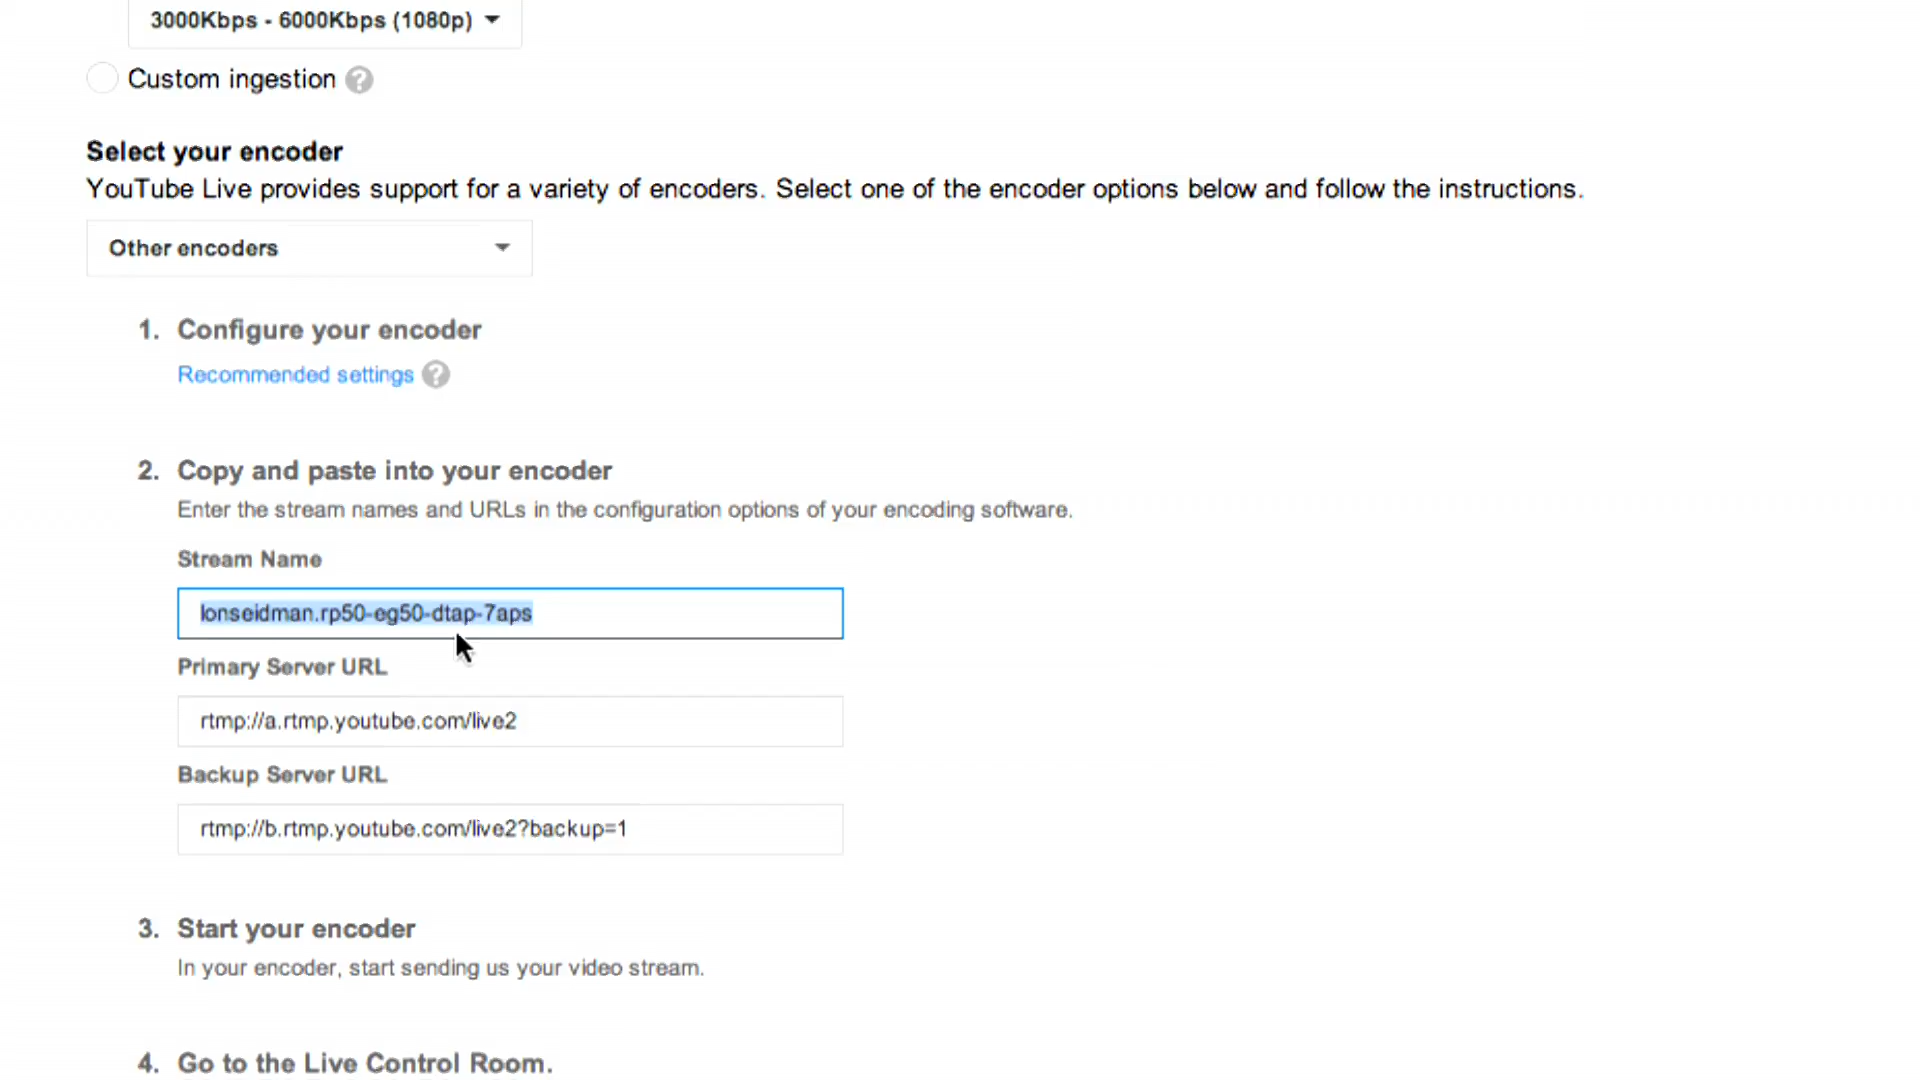 3000Kbps - 6000Kbps (1080p)
Custom ingestion ?
Select your encoder
YouTube Live provides support for a variety of encoders. Select one of the encoder options below and follow the instructions.
Other encoders
1. Configure your encoder
Recommended settings ?
2. Copy and paste into your encoder
Enter the stream names and URLs in the configuration options of your encoding software.
Stream Name
lonseidman.rp50-eg50-dtap-7aps
Primary Server URL
rtmp://a.rtmp.youtube.com/live2
Backup Server URL
rtmp://b.rtmp.youtube.com/live2?backup=1
3. Start your encoder
In your encoder, start sending us your video stream.
4. Go to the Live Control Room.